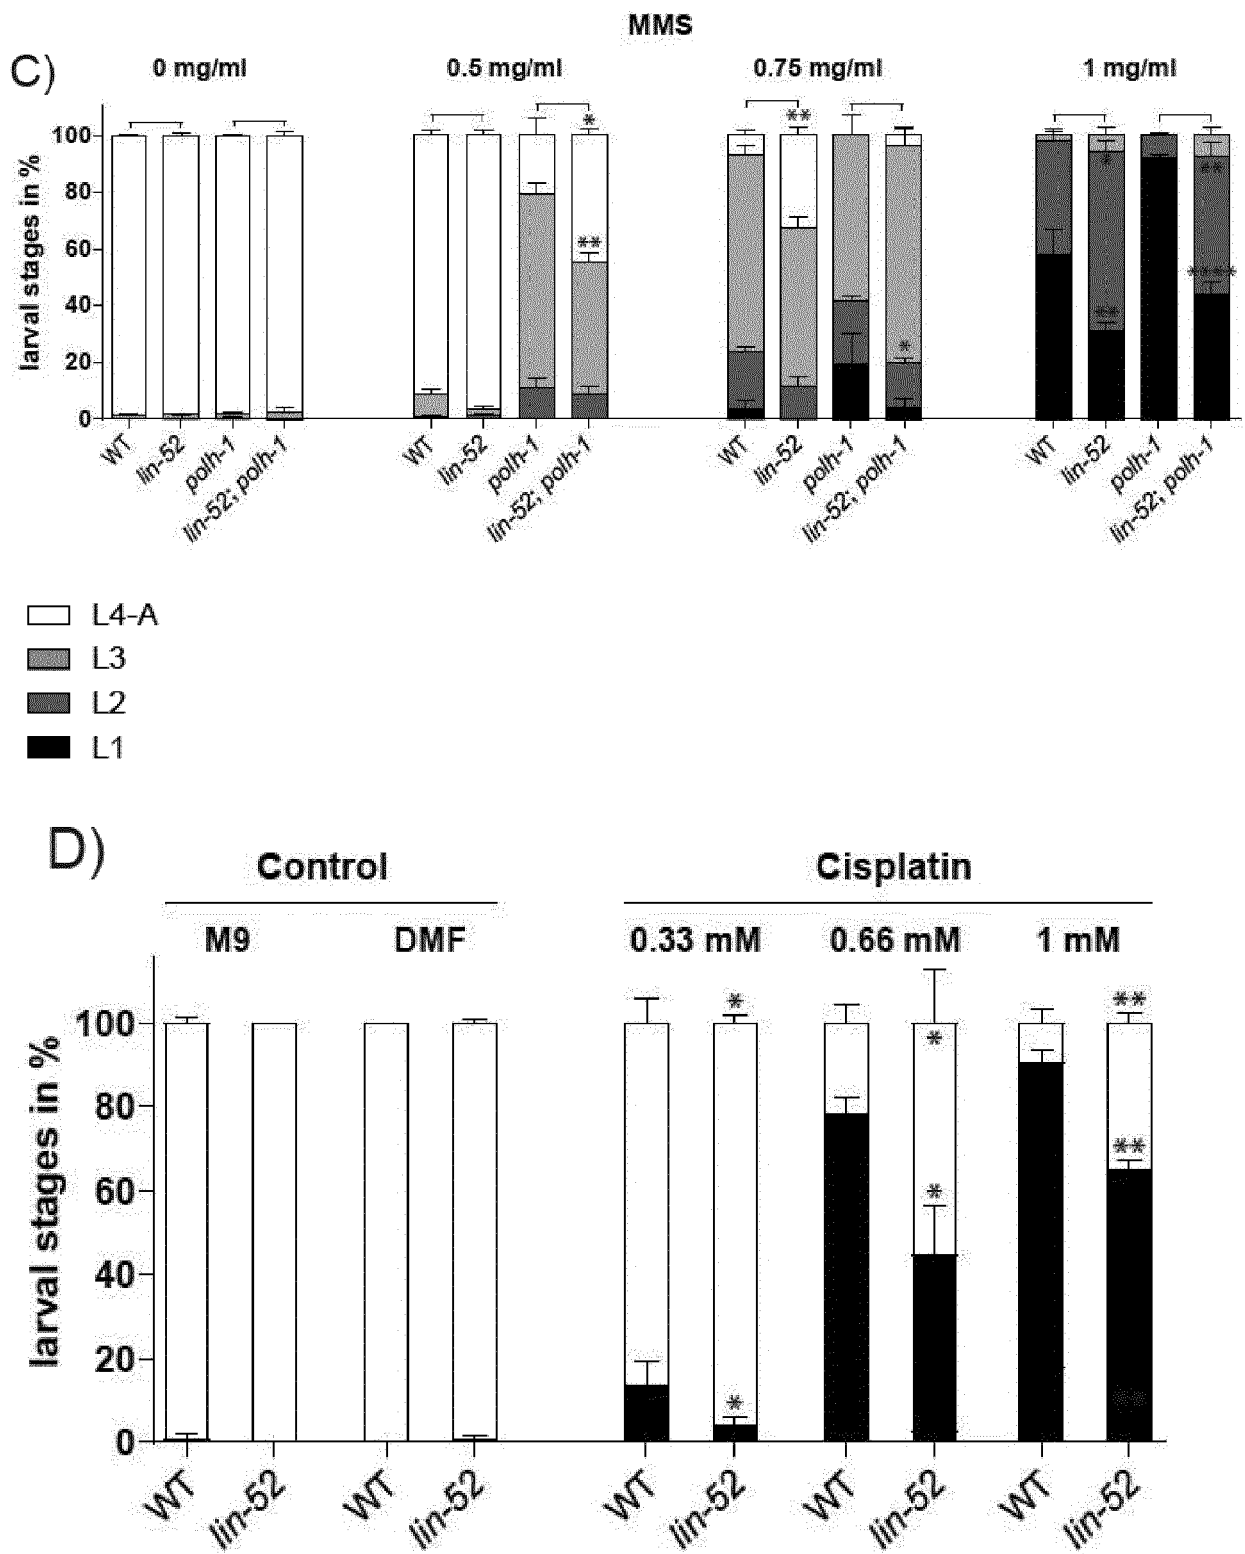 MMS
C)
0 mg/ml 0.5 mg/ml 0.75 mg/ml 1 mg/ml
larval stages in %
100
80
60
40
20
0
* ** ** * * ** ** ****
WT lin-52 polh-1 lin-52; polh-1 WT lin-52 polh-1 lin-52; polh-1 WT lin-52 polh-1 lin-52; polh-1 WT lin-52 polh-1 lin-52; polh-1
L4-A
L3
L2
L1
D)
Control Cisplatin
M9 DMF 0.33 mM 0.66 mM 1 mM
larval stages in %
100
80
60
40
20
0
* * * * ** **
WT lin-52 WT lin-52 WT lin-52 WT lin-52 WT lin-52